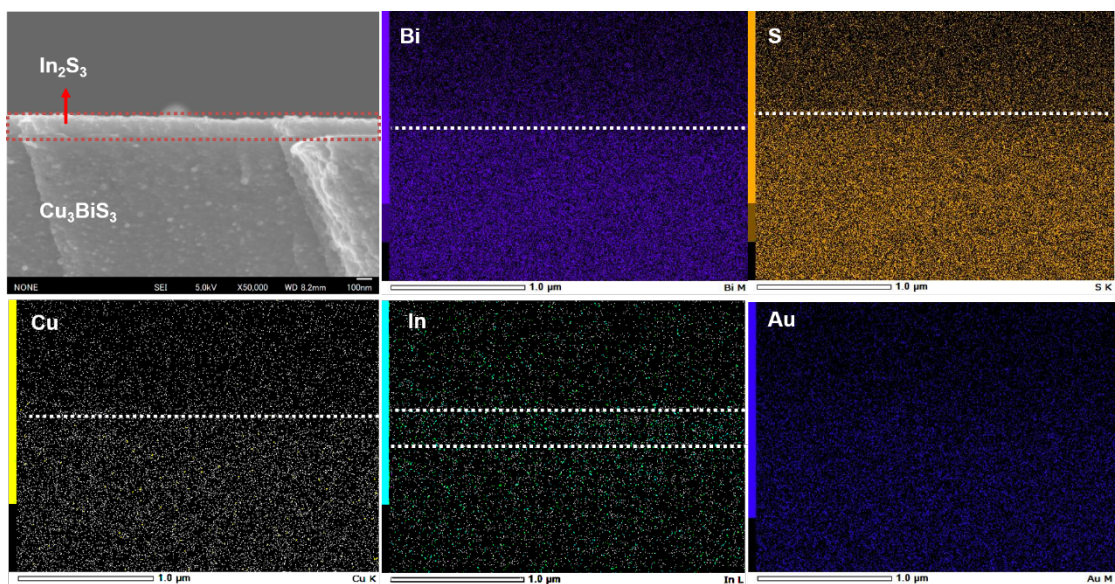 In₂S₃
Cu₃BiS₃
NONE SEI 5.0kV X50,000 WD 8.2mm 100nm
Bi
1.0 µm Bi M
S
1.0 µm S K
Cu
1.0 µm Cu K
In
1.0 µm In L
Au
1.0 µm Au M